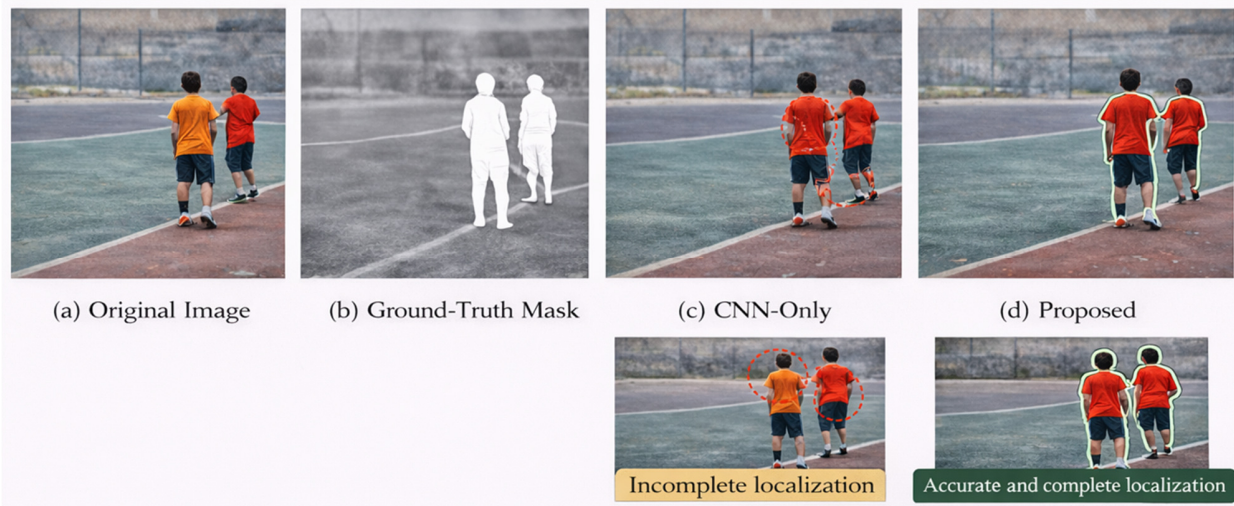 (a) Original Image
(b) Ground-Truth Mask
(c) CNN-Only
(d) Proposed
Incomplete localization
Accurate and complete localization